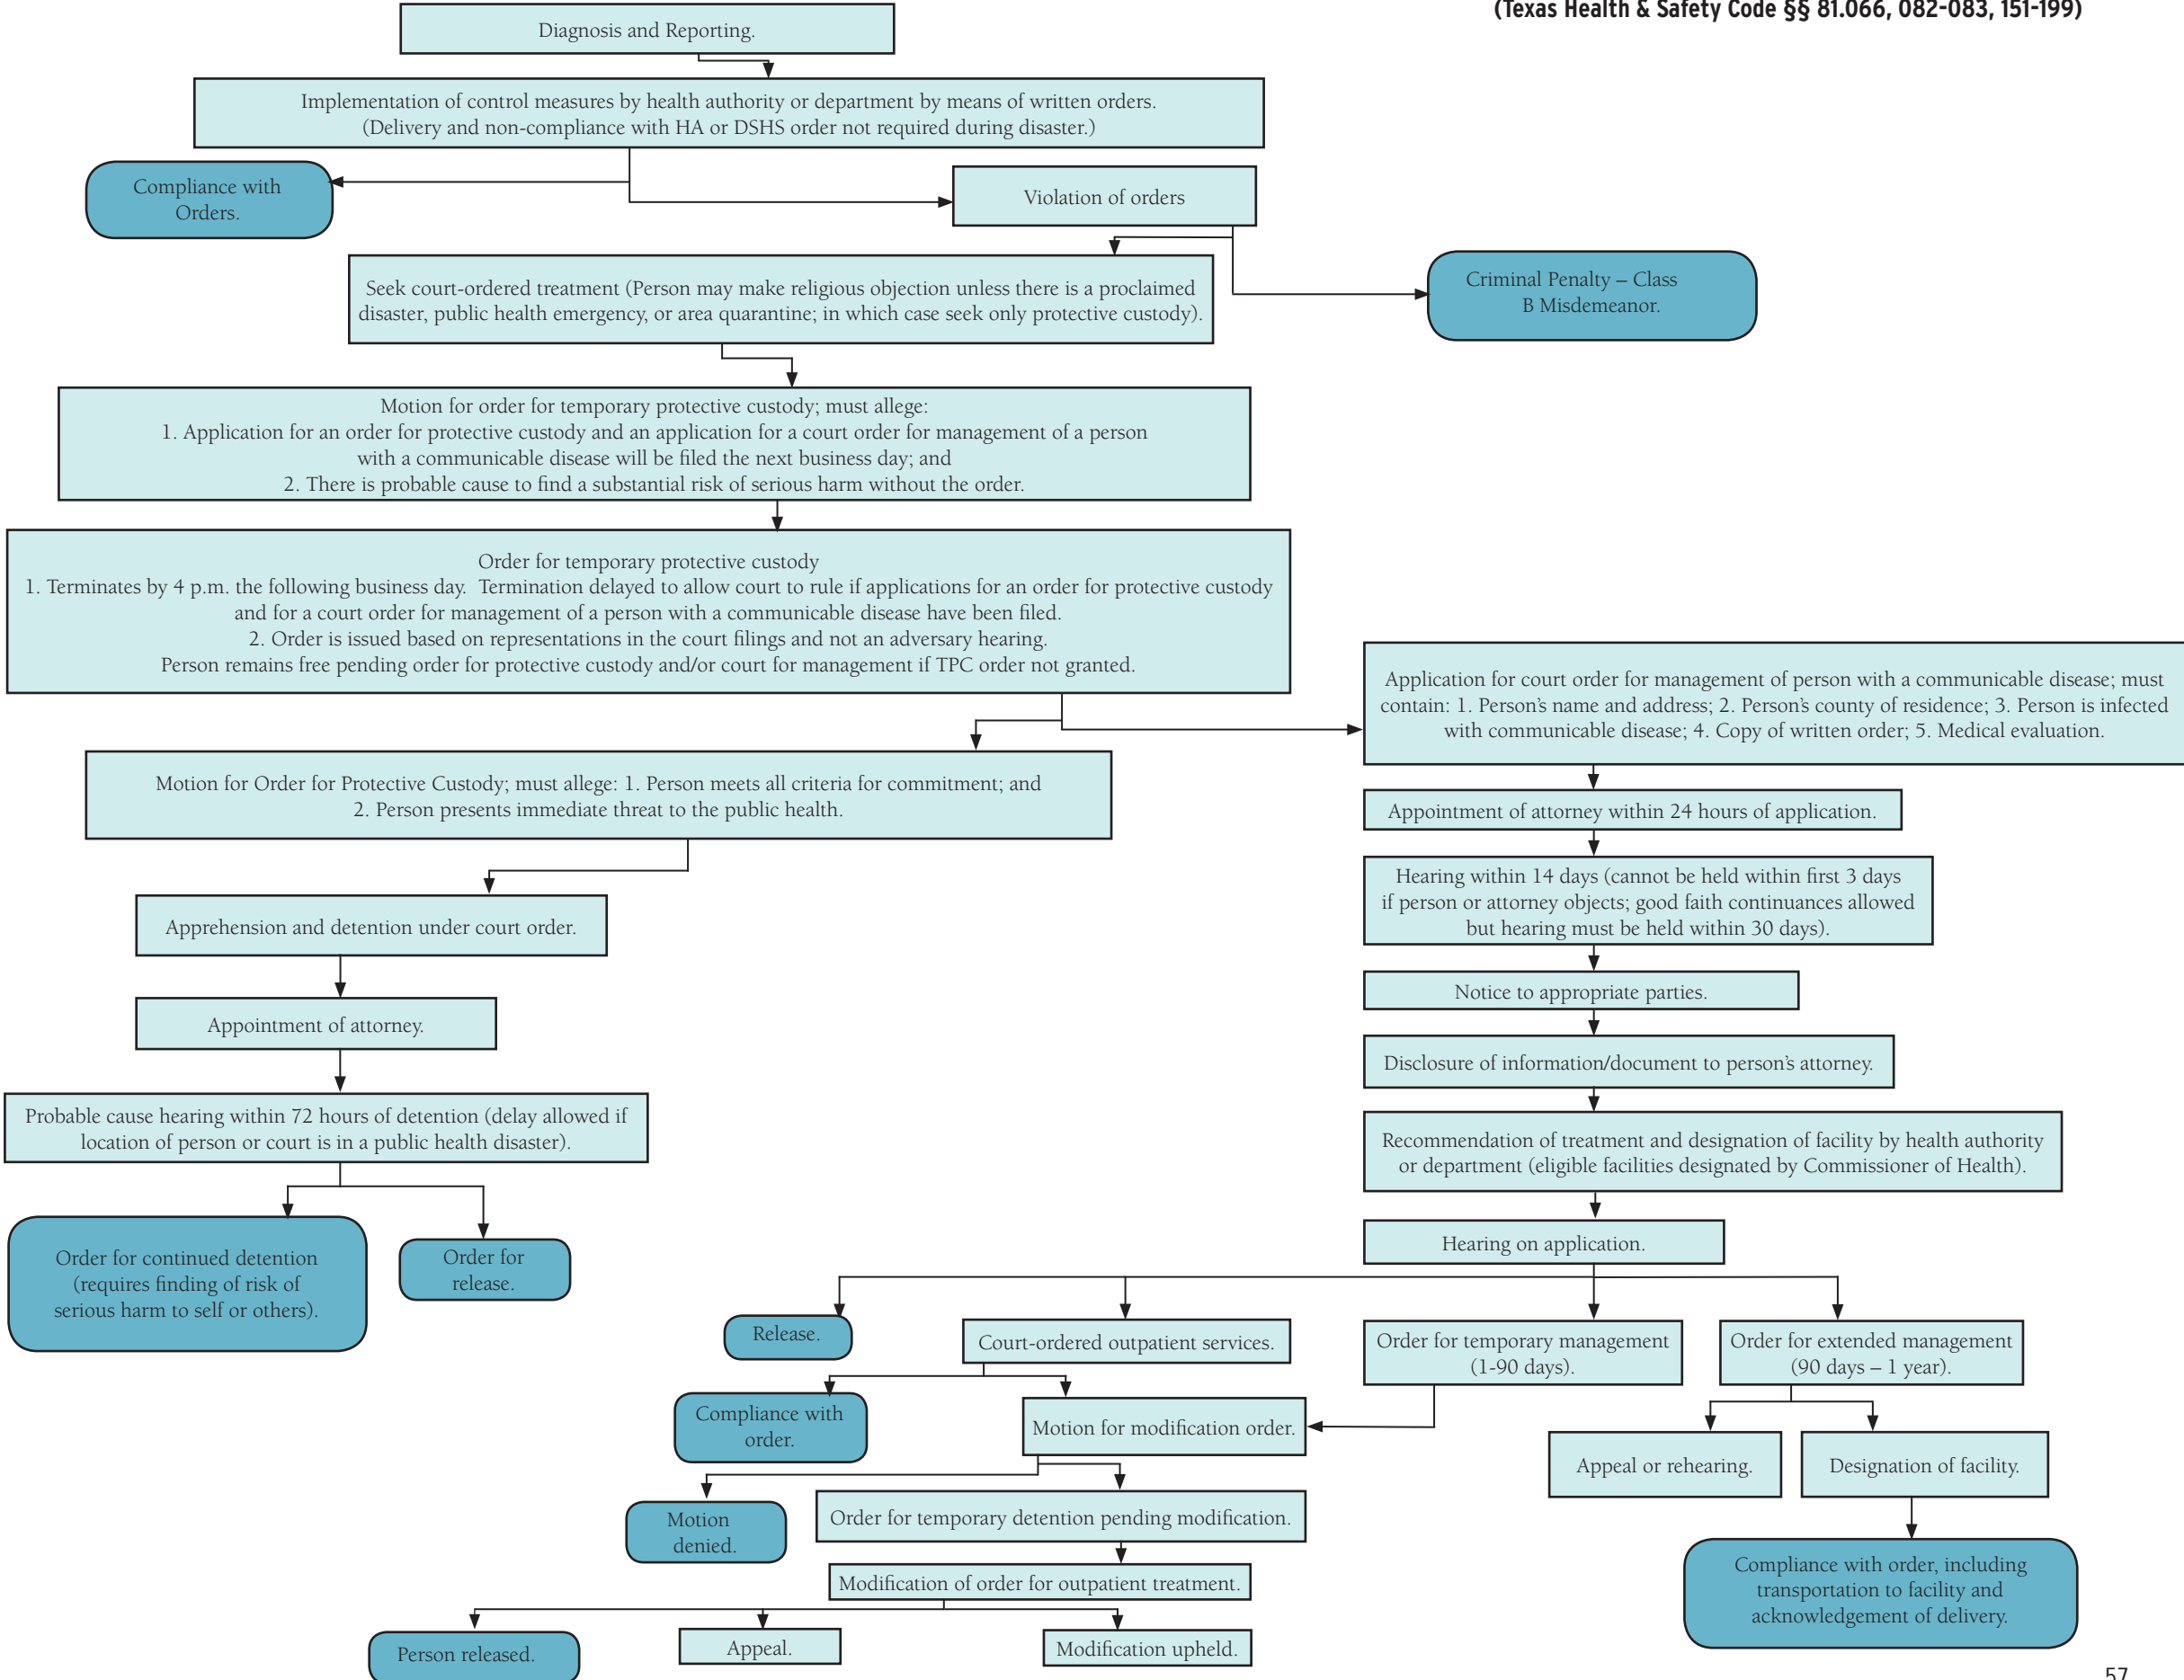 (Texas Health & Safety Code §§ 81.066, 082-083, 151-199)
Diagnosis and Reporting.
Implementation of control measures by health authority or department by means of written orders.
(Delivery and non-compliance with HA or DSHS order not required during disaster.)
Compliance with
Orders.
Violation of orders
Seek court-ordered treatment (Person may make religious objection unless there is a proclaimed
disaster, public health emergency, or area quarantine; in which case seek only protective custody).
Criminal Penalty – Class
B Misdemeanor.
Motion for order for temporary protective custody; must allege:
1. Application for an order for protective custody and an application for a court order for management of a person
with a communicable disease will be filed the next business day; and
2. There is probable cause to find a substantial risk of serious harm without the order.
Order for temporary protective custody
1. Terminates by 4 p.m. the following business day. Termination delayed to allow court to rule if applications for an order for protective custody
and for a court order for management of a person with a communicable disease have been filed.
2. Order is issued based on representations in the court filings and not an adversary hearing.
Person remains free pending order for protective custody and/or court for management if TPC order not granted.
Motion for Order for Protective Custody; must allege: 1. Person meets all criteria for commitment; and
2. Person presents immediate threat to the public health.
Apprehension and detention under court order.
Appointment of attorney.
Probable cause hearing within 72 hours of detention (delay allowed if
location of person or court is in a public health disaster).
Order for continued detention
(requires finding of risk of
serious harm to self or others).
Order for
release.
Application for court order for management of person with a communicable disease; must
contain: 1. Person's name and address; 2. Person's county of residence; 3. Person is infected
with communicable disease; 4. Copy of written order; 5. Medical evaluation.
Appointment of attorney within 24 hours of application.
Hearing within 14 days (cannot be held within first 3 days
if person or attorney objects; good faith continuances allowed
but hearing must be held within 30 days).
Notice to appropriate parties.
Disclosure of information/document to person's attorney.
Recommendation of treatment and designation of facility by health authority
or department (eligible facilities designated by Commissioner of Health).
Hearing on application.
Release.
Court-ordered outpatient services.
Order for temporary management
(1-90 days).
Order for extended management
(90 days – 1 year).
Compliance with
order.
Motion for modification order.
Appeal or rehearing.
Designation of facility.
Motion
denied.
Order for temporary detention pending modification.
Modification of order for outpatient treatment.
Compliance with order, including
transportation to facility and
acknowledgement of delivery.
Person released.
Appeal.
Modification upheld.
57